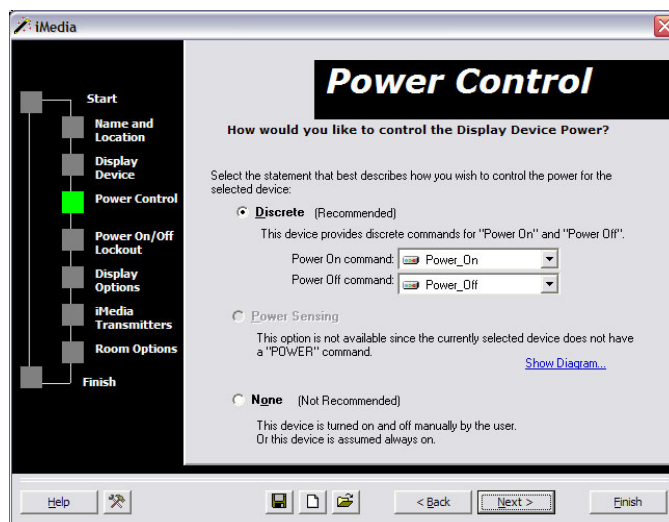 iMedia
Start
Name and
Location
Display
Device
Power Control
Power On/Off
Lockout
Display
Options
iMedia
Transmitters
Room Options
Finish
Power Control
How would you like to control the Display Device Power?
Select the statement that best describes how you wish to control the power for the
selected device:
Discrete (Recommended)
This device provides discrete commands for "Power On" and "Power Off".
Power On command: Power_On
Power Off command: Power_Off
Power Sensing
This option is not available since the currently selected device does not have
a "POWER" command.
Show Diagram...
None (Not Recommended)
This device is turned on and off manually by the user.
Or this device is assumed always on.
Help < Back Next > Finish